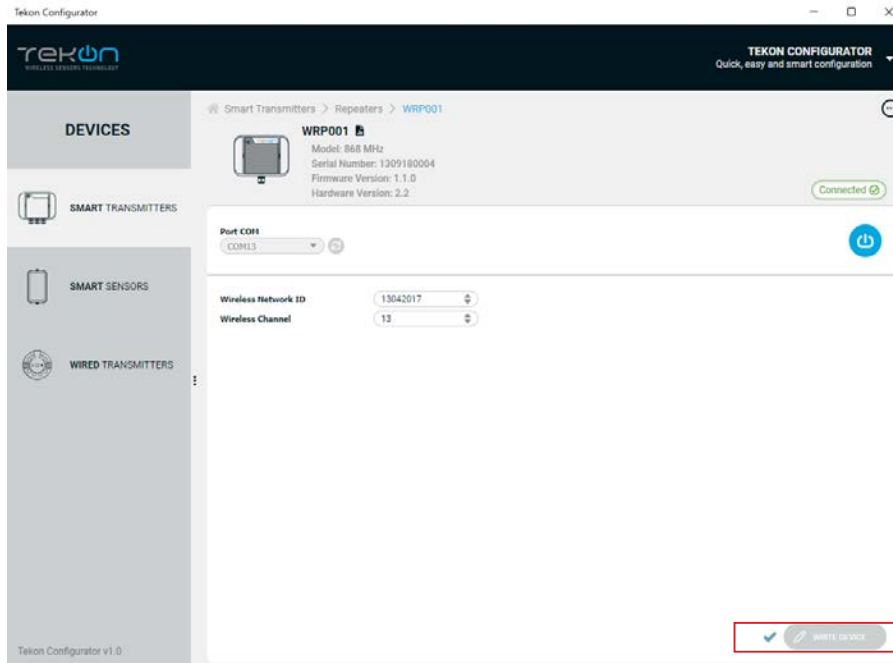 Tekon Configurator
TEKON
WIRELESS SENSORS TECHNOLOGY
TEKON CONFIGURATOR
Quick, easy and smart configuration
DEVICES
SMART TRANSMITTERS
SMART SENSORS
WIRED TRANSMITTERS
Tekon Configurator v1.0
Smart Transmitters > Repeaters > WRP001
WRP001
Model: 868 MHz
Serial Number: 1309180004
Firmware Version: 1.1.0
Hardware Version: 2.2
Connected
Port COM
COM13
Wireless Network ID 13042017
Wireless Channel 13
WRITE DEVICE